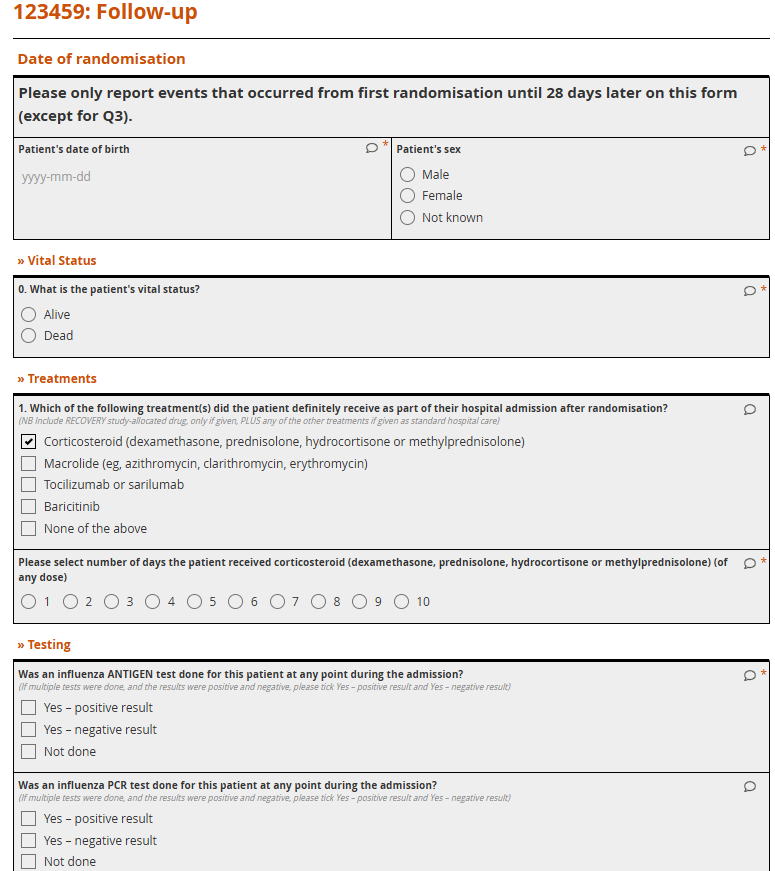 123459: Follow-up
Date of randomisation
Please only report events that occurred from first randomisation until 28 days later on this form
(except for Q3).
Patient's date of birth *
yyyy-mm-dd
Patient's sex *
Male
Female
Not known
» Vital Status
0. What is the patient's vital status? *
Alive
Dead
» Treatments
1. Which of the following treatment(s) did the patient definitely receive as part of their hospital admission after randomisation?
(NB Include RECOVERY study-allocated drug, only if given, PLUS any of the other treatments if given as standard hospital care)
Corticosteroid (dexamethasone, prednisolone, hydrocortisone or methylprednisolone)
Macrolide (eg, azithromycin, clarithromycin, erythromycin)
Tocilizumab or sarilumab
Baricitinib
None of the above
Please select number of days the patient received corticosteroid (dexamethasone, prednisolone, hydrocortisone or methylprednisolone) (of *
any dose)
1 2 3 4 5 6 7 8 9 10
» Testing
Was an influenza ANTIGEN test done for this patient at any point during the admission? *
(If multiple tests were done, and the results were positive and negative, please tick Yes – positive result and Yes – negative result)
Yes – positive result
Yes – negative result
Not done
Was an influenza PCR test done for this patient at any point during the admission?
(If multiple tests were done, and the results were positive and negative, please tick Yes – positive result and Yes – negative result)
Yes – positive result
Yes – negative result
Not done